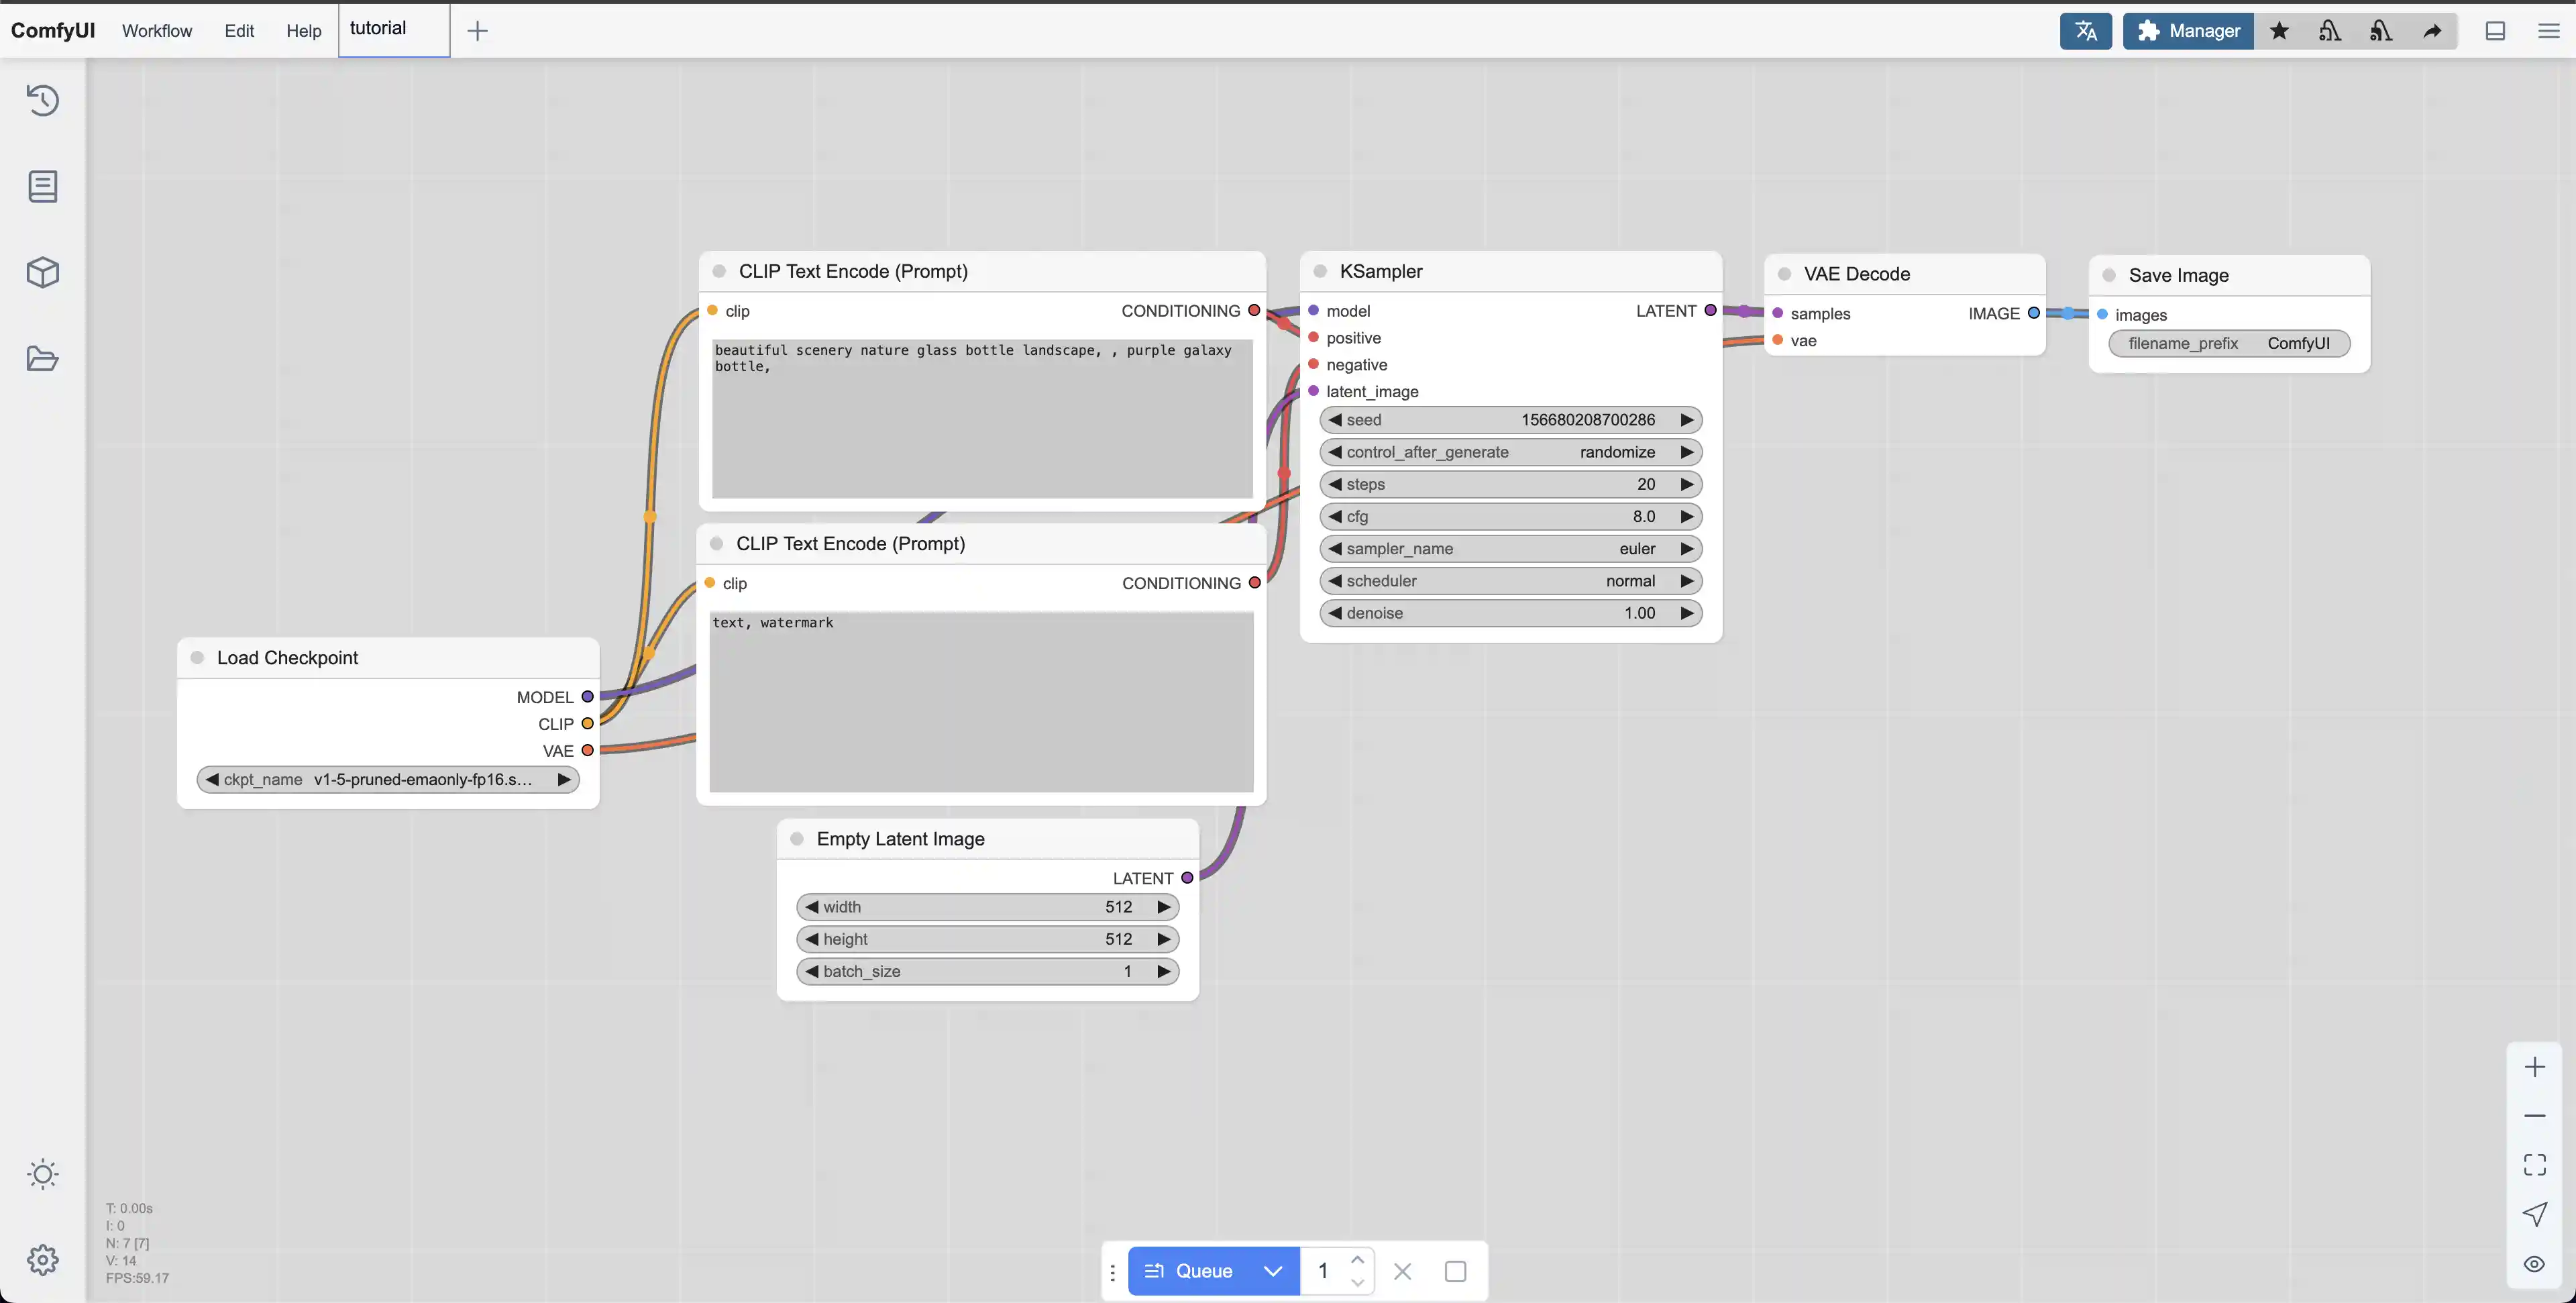 ComfyUI Workflow Edit Help tutorial Manager
CLIP Text Encode (Prompt)
clip CONDITIONING
beautiful scenery nature glass bottle landscape, , purple galaxy
bottle,
CLIP Text Encode (Prompt)
clip CONDITIONING
text, watermark
Load Checkpoint
MODEL
CLIP
VAE
ckpt_name v1-5-pruned-emaonly-fp16.s...
Empty Latent Image
LATENT
width 512
height 512
batch_size 1
KSampler
model LATENT
positive
negative
latent_image
seed 156680208700286
control_after_generate randomize
steps 20
cfg 8.0
sampler_name euler
scheduler normal
denoise 1.00
VAE Decode
samples IMAGE
vae
Save Image
images
filename_prefix ComfyUI
T: 0.00s
I: 0
N: 7 [7]
V: 14
FPS:59.17
Queue 1